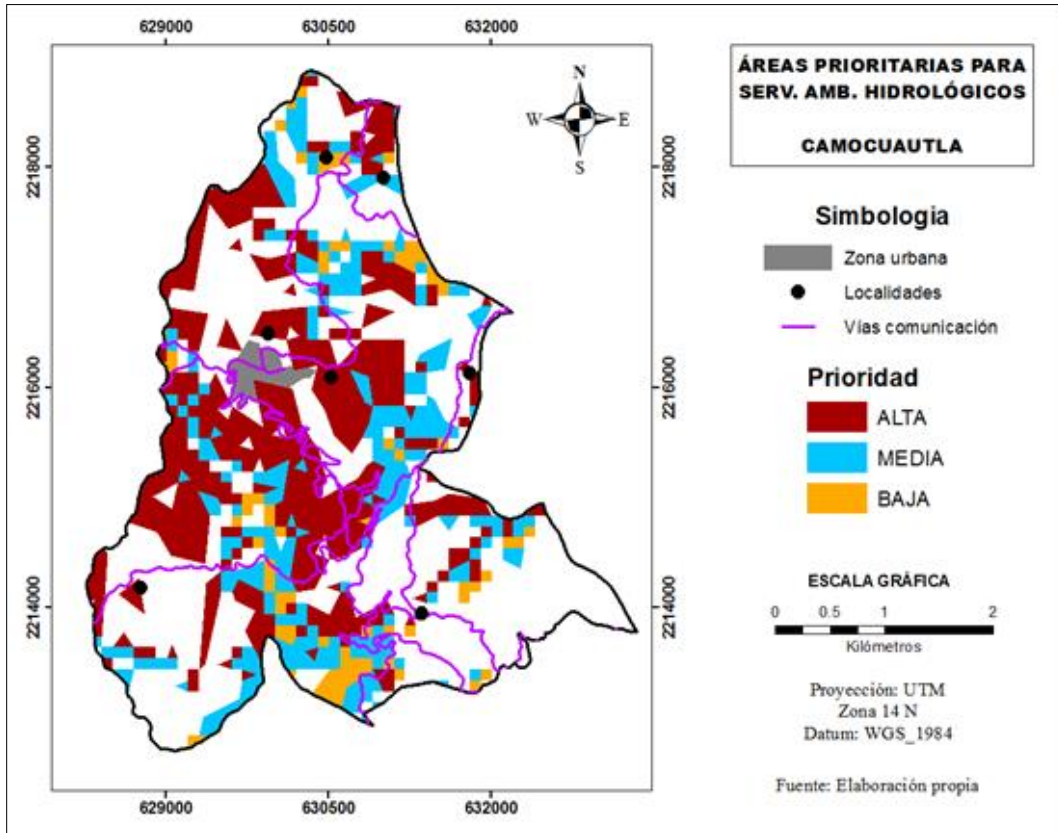 629000 630500 632000
N
W E
S
2218000 2218000
2216000 2216000
2214000 2214000
629000 630500 632000
ÁREAS PRIORITARIAS PARA
SERV. AMB. HIDROLÓGICOS
CAMOCUAUTLA
Simbologia
Zona urbana
Localidades
Vías comunicación
Prioridad
ALTA
MEDIA
BAJA
ESCALA GRÁFICA
0 0.5 1 2
Kilómetros
Proyección: UTM
Zona 14 N
Datum: WGS_1984
Fuente: Elaboración propia